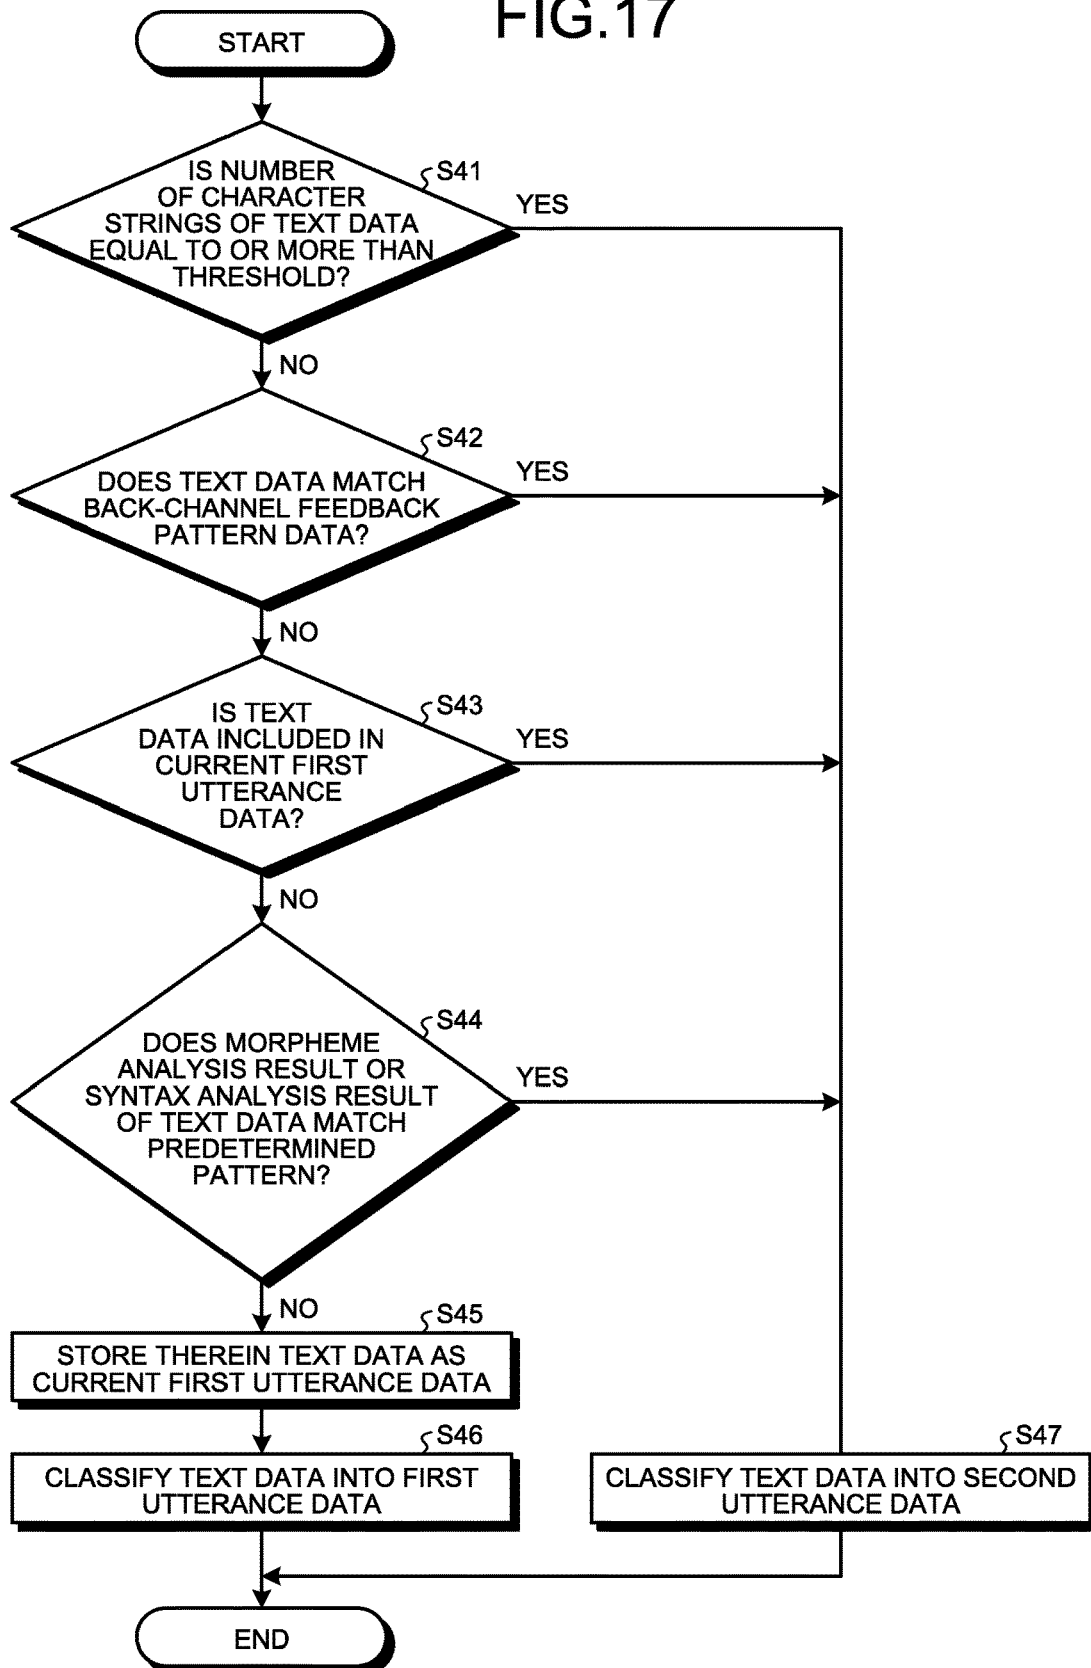 FIG.17
START
IS NUMBER
OF CHARACTER
STRINGS OF TEXT DATA
EQUAL TO OR MORE THAN
THRESHOLD?
S41
YES
NO
DOES TEXT DATA MATCH
BACK-CHANNEL FEEDBACK
PATTERN DATA?
S42
YES
NO
IS TEXT
DATA INCLUDED IN
CURRENT FIRST
UTTERANCE
DATA?
S43
YES
NO
DOES MORPHEME
ANALYSIS RESULT OR
SYNTAX ANALYSIS RESULT
OF TEXT DATA MATCH
PREDETERMINED
PATTERN?
S44
YES
NO
S45
STORE THEREIN TEXT DATA AS
CURRENT FIRST UTTERANCE DATA
S46
CLASSIFY TEXT DATA INTO FIRST
UTTERANCE DATA
S47
CLASSIFY TEXT DATA INTO SECOND
UTTERANCE DATA
END